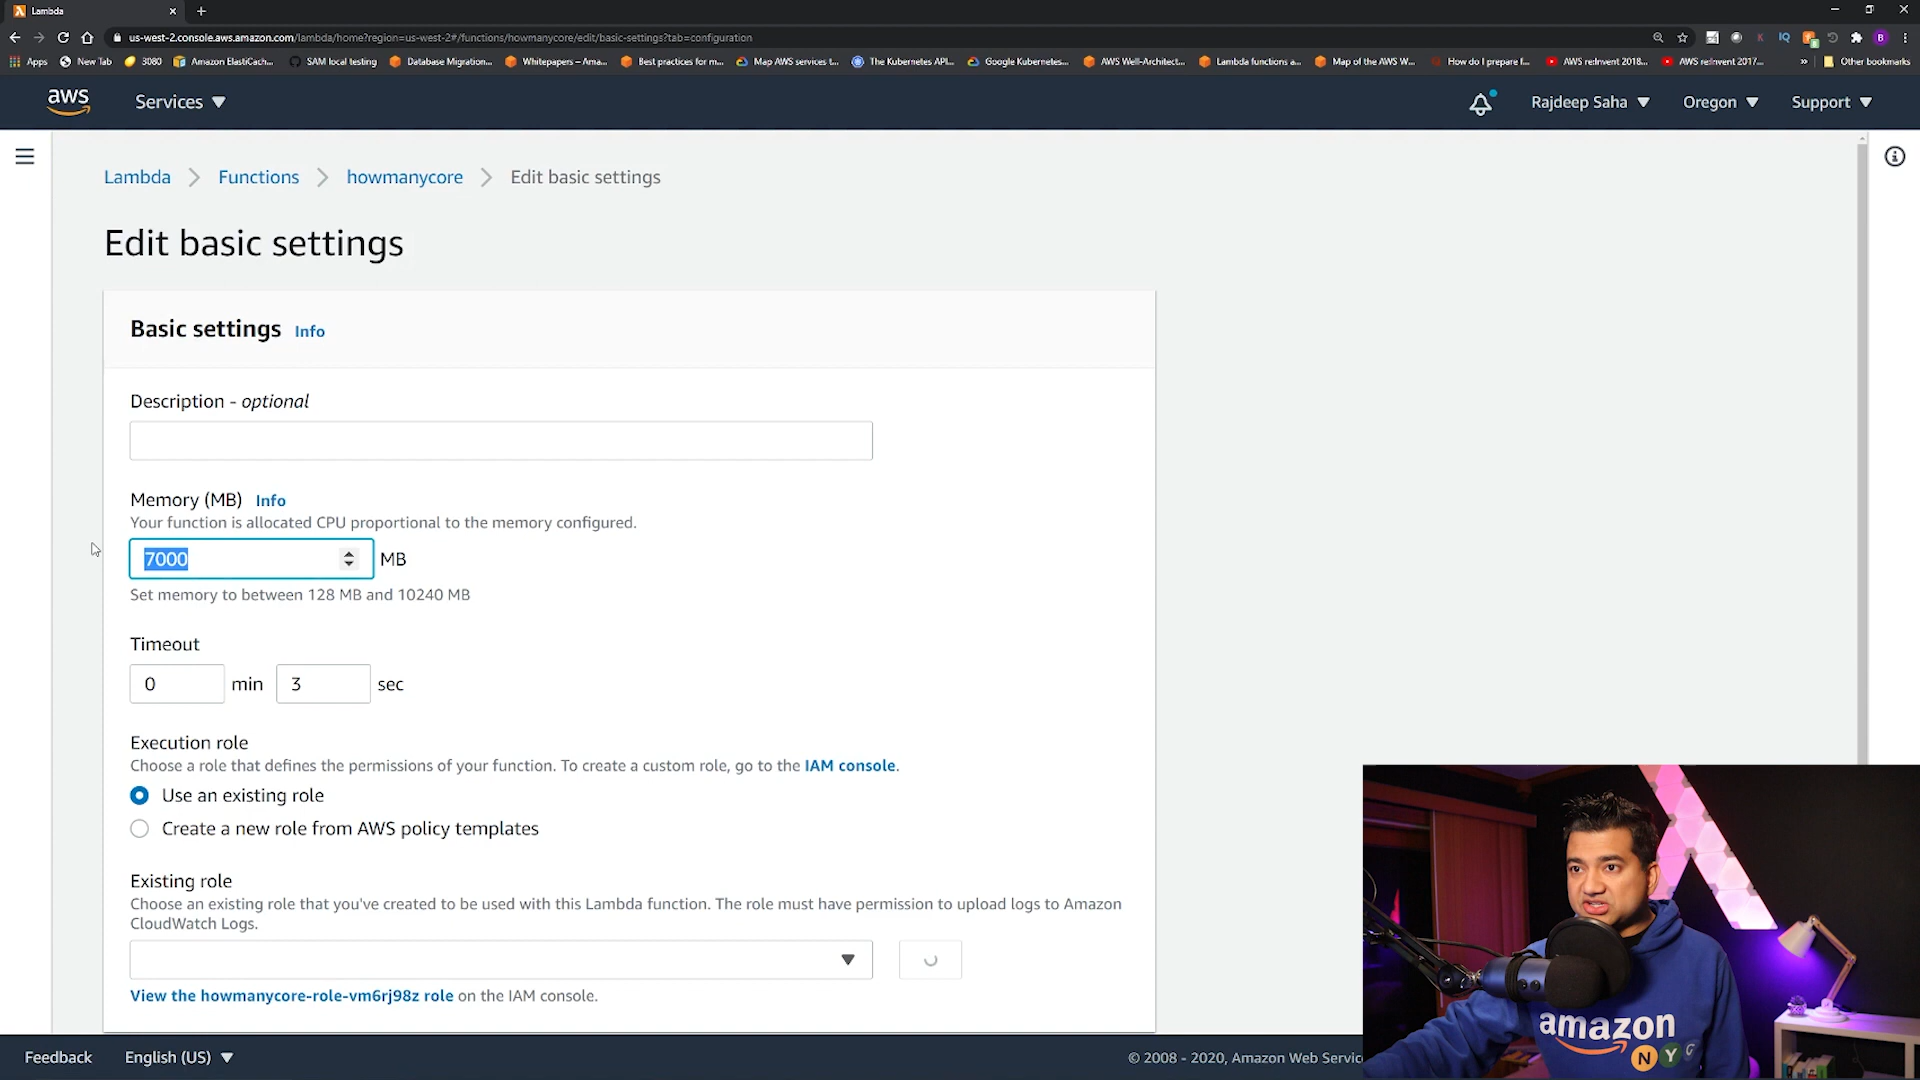 Lambda
us-west-2.console.aws.amazon.com/lambda/home?region=us-west-2#/functions/howmanycore/edit/basic-settings?tab=configuration
IQ
B
Apps
New Tab
3080
Amazon ElastiCach...
SAM local testing
Database Migration...
Whitepapers – Ama...
Best practices for m...
Map AWS services t...
The Kubernetes API...
Google Kubernetes...
AWS Well-Architect...
Lambda functions a...
Map of the AWS W...
How do I prepare f...
AWS re:Invent 2018...
AWS re:Invent 2017...
»
Other bookmarks
aws
Services
Rajdeep Saha
Oregon
Support
Lambda
Functions
howmanycore
Edit basic settings
Edit basic settings
Basic settings Info
Description - optional
Memory (MB) Info
Your function is allocated CPU proportional to the memory configured.
7000 MB
Set memory to between 128 MB and 10240 MB
Timeout
0 min 3 sec
Execution role
Choose a role that defines the permissions of your function. To create a custom role, go to the IAM console.
Use an existing role
Create a new role from AWS policy templates
Existing role
Choose an existing role that you've created to be used with this Lambda function. The role must have permission to upload logs to Amazon
CloudWatch Logs.
View the howmanycore-role-vm6rj98z role on the IAM console.
Feedback
English (US)
© 2008 - 2020, Amazon Web Servic
amazon
N Y